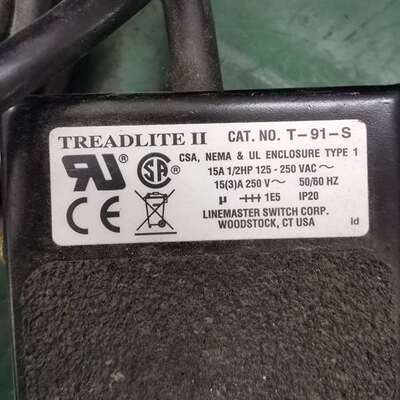 TREADLITE II CAT. NO. T-91-S
CSA, NEMA & UL ENCLOSURE TYPE 1
15A 1/2HP 125 - 250 VAC ~
15(3)A 250 V ~ 50/60 HZ
µ 1E5 IP20
LINEMASTER SWITCH CORP.
WOODSTOCK, CT USA
ld